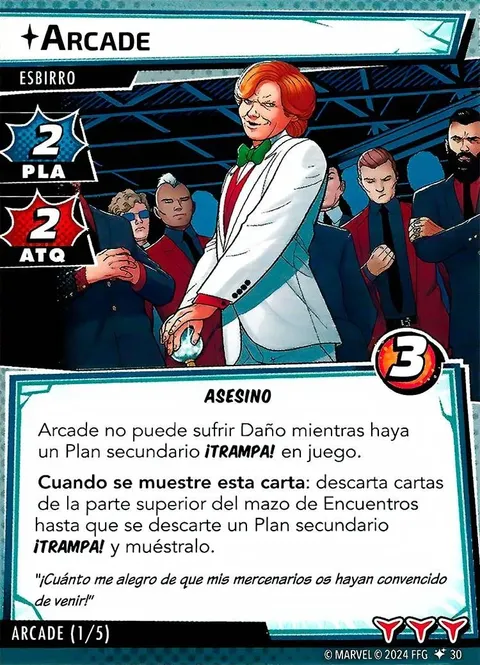 ARCADE
ESBIRRO
2
PLA
2
ATQ
3
ASESINO
Arcade no puede sufrir Daño mientras haya
un Plan secundario ¡TRAMPA! en juego.
Cuando se muestre esta carta: descarta cartas
de la parte superior del mazo de Encuentros
hasta que se descarte un Plan secundario
¡TRAMPA! y muéstralo.
"¡Cuánto me alegro de que mis mercenarios os hayan convencido
de venir!"
ARCADE (1/5)
© MARVEL © 2024 FFG 30